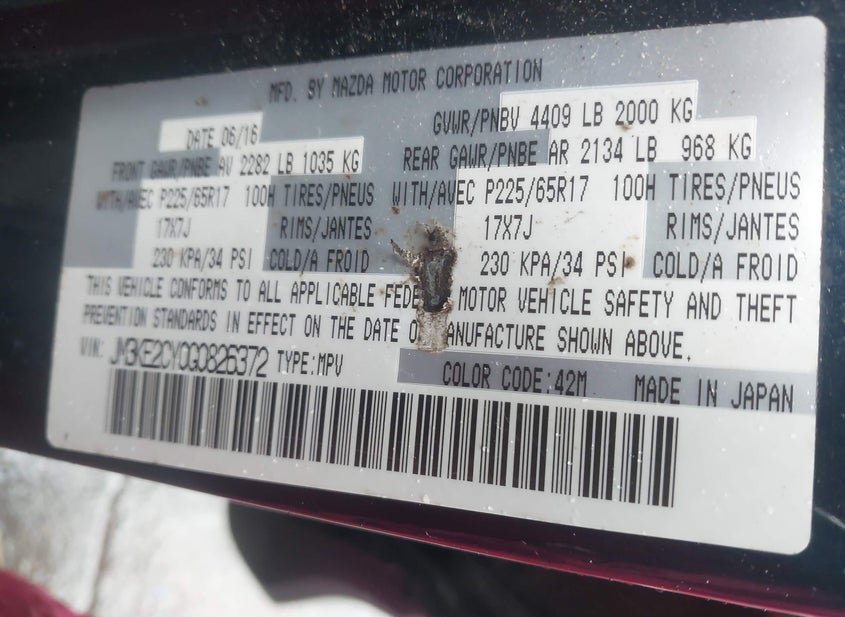 MFD. BY MAZDA MOTOR CORPORATION
DATE 06/16
GVWR/PNBV 4409 LB 2000 KG
FRONT GAWR/PNBE AV 2282 LB 1035 KG
REAR GAWR/PNBE AR 2134 LB 968 KG
WITH/AVEC P225/65R17 100H TIRES/PNEUS
WITH/AVEC P225/65R17 100H TIRES/PNEUS
17X7J RIMS/JANTES
17X7J RIMS/JANTES
230 KPA/34 PSI COLD/A FROID
230 KPA/34 PSI COLD/A FROID
THIS VEHICLE CONFORMS TO ALL APPLICABLE FEDE MOTOR VEHICLE SAFETY AND THEFT
PREVENTION STANDARDS IN EFFECT ON THE DATE O MANUFACTURE SHOWN ABOVE.
VIN: JM3KE2CY0G0826372 TYPE:MPV
COLOR CODE:42M MADE IN JAPAN